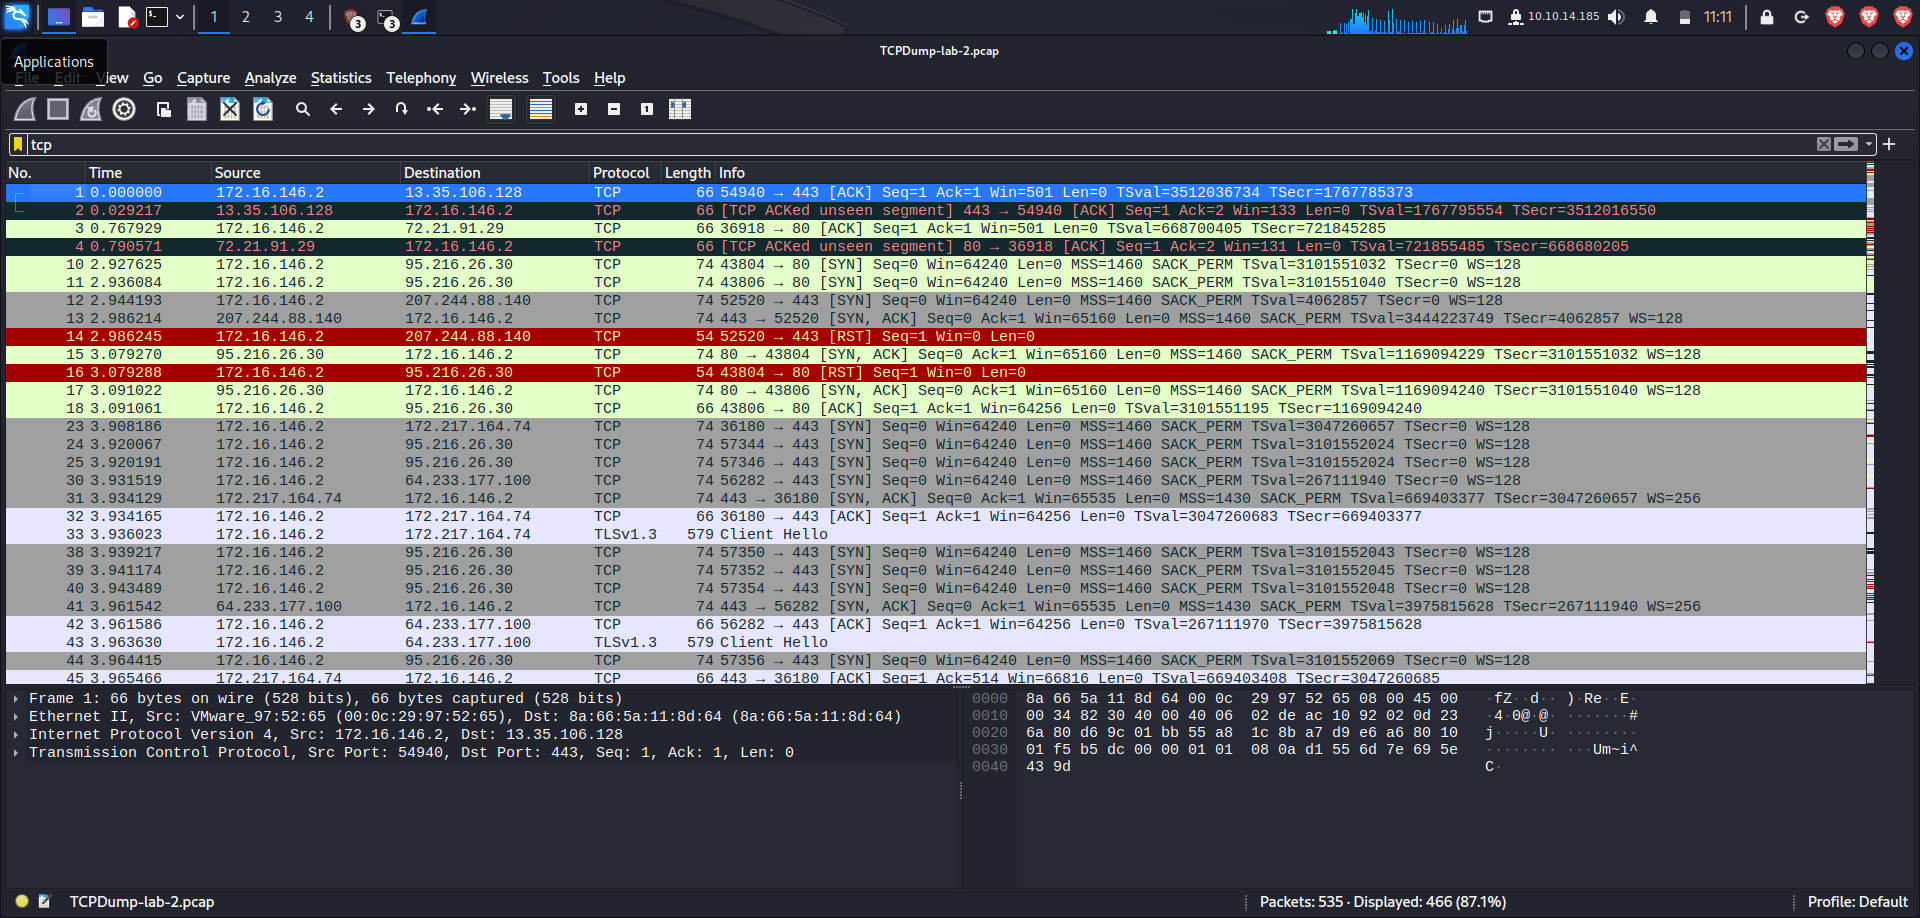 1 2 3 4 3 3 10.10.14.185 11:11
TCPDump-lab-2.pcap
Applications
File Edit View Go Capture Analyze Statistics Telephony Wireless Tools Help
tcp
No. Time Source Destination Protocol Length Info
1 0.000000 172.16.146.2 13.35.106.128 TCP 66 54940 → 443 [ACK] Seq=1 Ack=1 Win=501 Len=0 TSval=3512036734 TSecr=1767785373
2 0.029217 13.35.106.128 172.16.146.2 TCP 66 [TCP ACKed unseen segment] 443 → 54940 [ACK] Seq=1 Ack=2 Win=133 Len=0 TSval=1767795554 TSecr=3512016550
3 0.767929 172.16.146.2 72.21.91.29 TCP 66 36918 → 80 [ACK] Seq=1 Ack=1 Win=501 Len=0 TSval=668700405 TSecr=721845285
4 0.790571 72.21.91.29 172.16.146.2 TCP 66 [TCP ACKed unseen segment] 80 → 36918 [ACK] Seq=1 Ack=2 Win=131 Len=0 TSval=721855485 TSecr=668680205
10 2.927625 172.16.146.2 95.216.26.30 TCP 74 43804 → 80 [SYN] Seq=0 Win=64240 Len=0 MSS=1460 SACK_PERM TSval=3101551032 TSecr=0 WS=128
11 2.936084 172.16.146.2 95.216.26.30 TCP 74 43806 → 80 [SYN] Seq=0 Win=64240 Len=0 MSS=1460 SACK_PERM TSval=3101551040 TSecr=0 WS=128
12 2.944193 172.16.146.2 207.244.88.140 TCP 74 52520 → 443 [SYN] Seq=0 Win=64240 Len=0 MSS=1460 SACK_PERM TSval=4062857 TSecr=0 WS=128
13 2.986214 207.244.88.140 172.16.146.2 TCP 74 443 → 52520 [SYN, ACK] Seq=0 Ack=1 Win=65160 Len=0 MSS=1460 SACK_PERM TSval=3444223749 TSecr=4062857 WS=128
14 2.986245 172.16.146.2 207.244.88.140 TCP 54 52520 → 443 [RST] Seq=1 Win=0 Len=0
15 3.079270 95.216.26.30 172.16.146.2 TCP 74 80 → 43804 [SYN, ACK] Seq=0 Ack=1 Win=65160 Len=0 MSS=1460 SACK_PERM TSval=1169094229 TSecr=3101551032 WS=128
16 3.079288 172.16.146.2 95.216.26.30 TCP 54 43804 → 80 [RST] Seq=1 Win=0 Len=0
17 3.091022 95.216.26.30 172.16.146.2 TCP 74 80 → 43806 [SYN, ACK] Seq=0 Ack=1 Win=65160 Len=0 MSS=1460 SACK_PERM TSval=1169094240 TSecr=3101551040 WS=128
18 3.091061 172.16.146.2 95.216.26.30 TCP 66 43806 → 80 [ACK] Seq=1 Ack=1 Win=64256 Len=0 TSval=3101551195 TSecr=1169094240
23 3.908186 172.16.146.2 172.217.164.74 TCP 74 36180 → 443 [SYN] Seq=0 Win=64240 Len=0 MSS=1460 SACK_PERM TSval=3047260657 TSecr=0 WS=128
24 3.920067 172.16.146.2 95.216.26.30 TCP 74 57344 → 443 [SYN] Seq=0 Win=64240 Len=0 MSS=1460 SACK_PERM TSval=3101552024 TSecr=0 WS=128
25 3.920191 172.16.146.2 95.216.26.30 TCP 74 57346 → 443 [SYN] Seq=0 Win=64240 Len=0 MSS=1460 SACK_PERM TSval=3101552024 TSecr=0 WS=128
30 3.931519 172.16.146.2 64.233.177.100 TCP 74 56282 → 443 [SYN] Seq=0 Win=64240 Len=0 MSS=1460 SACK_PERM TSval=267111940 TSecr=0 WS=128
31 3.934129 172.217.164.74 172.16.146.2 TCP 74 443 → 36180 [SYN, ACK] Seq=0 Ack=1 Win=65535 Len=0 MSS=1430 SACK_PERM TSval=669403377 TSecr=3047260657 WS=256
32 3.934165 172.16.146.2 172.217.164.74 TCP 66 36180 → 443 [ACK] Seq=1 Ack=1 Win=64256 Len=0 TSval=3047260683 TSecr=669403377
33 3.936023 172.16.146.2 172.217.164.74 TLSv1.3 579 Client Hello
38 3.939217 172.16.146.2 95.216.26.30 TCP 74 57350 → 443 [SYN] Seq=0 Win=64240 Len=0 MSS=1460 SACK_PERM TSval=3101552043 TSecr=0 WS=128
39 3.941174 172.16.146.2 95.216.26.30 TCP 74 57352 → 443 [SYN] Seq=0 Win=64240 Len=0 MSS=1460 SACK_PERM TSval=3101552045 TSecr=0 WS=128
40 3.943489 172.16.146.2 95.216.26.30 TCP 74 57354 → 443 [SYN] Seq=0 Win=64240 Len=0 MSS=1460 SACK_PERM TSval=3101552048 TSecr=0 WS=128
41 3.961542 64.233.177.100 172.16.146.2 TCP 74 443 → 56282 [SYN, ACK] Seq=0 Ack=1 Win=65535 Len=0 MSS=1430 SACK_PERM TSval=3975815628 TSecr=267111940 WS=256
42 3.961586 172.16.146.2 64.233.177.100 TCP 66 56282 → 443 [ACK] Seq=1 Ack=1 Win=64256 Len=0 TSval=267111970 TSecr=3975815628
43 3.963630 172.16.146.2 64.233.177.100 TLSv1.3 579 Client Hello
44 3.964415 172.16.146.2 95.216.26.30 TCP 74 57356 → 443 [SYN] Seq=0 Win=64240 Len=0 MSS=1460 SACK_PERM TSval=3101552069 TSecr=0 WS=128
45 3.965466 172.217.164.74 172.16.146.2 TCP 66 443 → 36180 [ACK] Seq=1 Ack=514 Win=66816 Len=0 TSval=669403408 TSecr=3047260685
Frame 1: 66 bytes on wire (528 bits), 66 bytes captured (528 bits)
Ethernet II, Src: VMware_97:52:65 (00:0c:29:97:52:65), Dst: 8a:66:5a:11:8d:64 (8a:66:5a:11:8d:64)
Internet Protocol Version 4, Src: 172.16.146.2, Dst: 13.35.106.128
Transmission Control Protocol, Src Port: 54940, Dst Port: 443, Seq: 1, Ack: 1, Len: 0
0000 8a 66 5a 11 8d 64 00 0c 29 97 52 65 08 00 45 00 ·fZ··d·· )·Re··E·
0010 00 34 82 30 40 00 40 06 02 de ac 10 92 02 0d 23 ·4·0@·@· ·······#
0020 6a 80 d6 9c 01 bb 55 a8 1c 8b a7 d9 e6 a6 80 10 j·····U· ········
0030 01 f5 b5 dc 00 00 01 01 08 0a d1 55 6d 7e 69 5e ········ ···Um~i^
0040 43 9d C·
TCPDump-lab-2.pcap
Packets: 535 · Displayed: 466 (87.1%)
Profile: Default